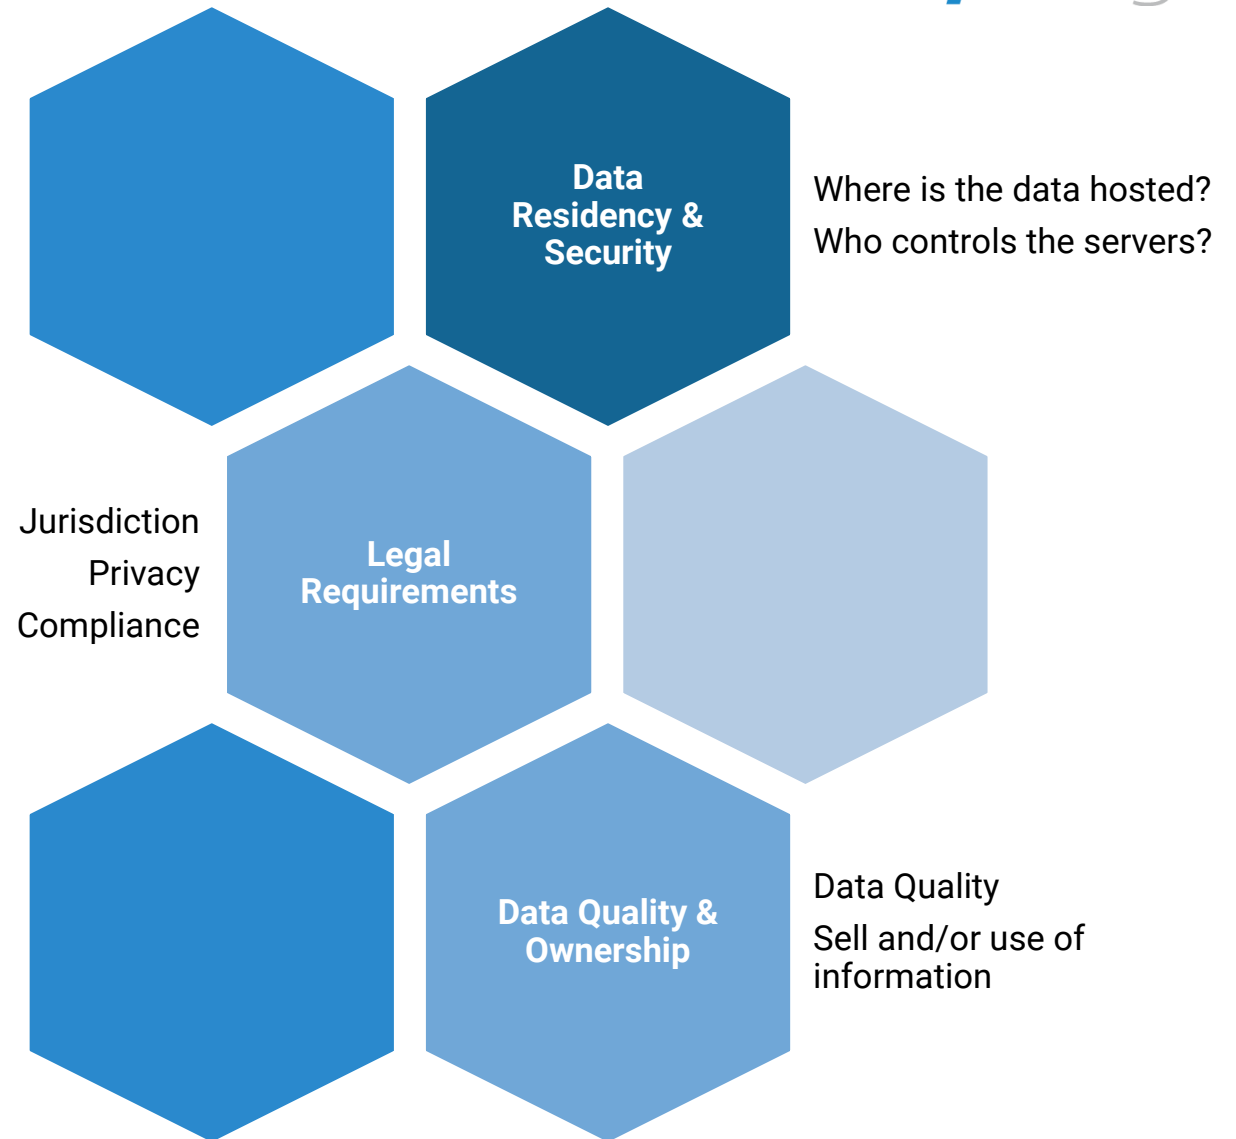 Data
Residency &
Security
Where is the data hosted?
Who controls the servers?
Jurisdiction
Privacy
Compliance
Legal
Requirements
Data Quality &
Ownership
Data Quality
Sell and/or use of
information